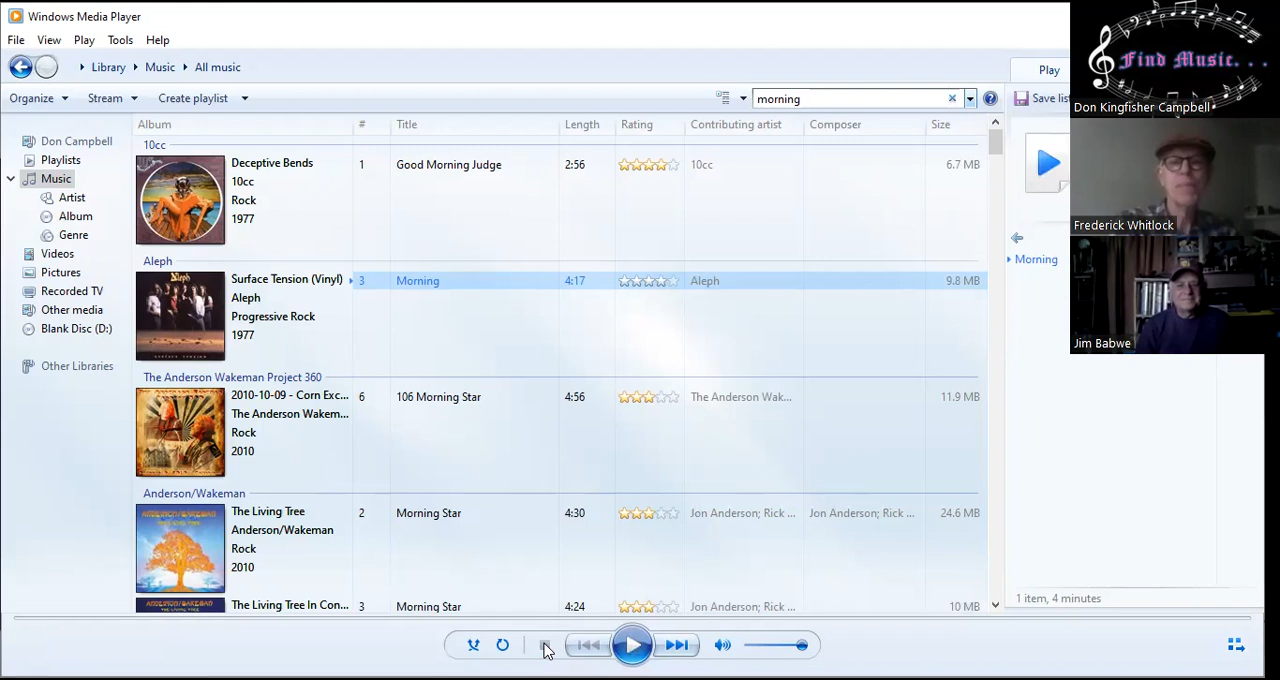 Windows Media Player
File View Play Tools Help
Library Music All music
Organize Stream Create playlist morning
Play
Save list
Don Campbell
Playlists
Music
Artist
Album
Genre
Videos
Pictures
Recorded TV
Other media
Blank Disc (D:)
Other Libraries
Album # Title Length Rating Contributing artist Composer Size
10cc
Deceptive Bends 1 Good Morning Judge 2:56 10cc 6.7 MB
10cc
Rock
1977
Aleph
Surface Tension (Vinyl) 3 Morning 4:17 Aleph 9.8 MB
Aleph
Progressive Rock
1977
The Anderson Wakeman Project 360
2010-10-09 - Corn Exc... 6 106 Morning Star 4:56 The Anderson Wak... 11.9 MB
The Anderson Wakem...
Rock
2010
Anderson/Wakeman
The Living Tree 2 Morning Star 4:30 Jon Anderson; Rick ... Jon Anderson; Rick ... 24.6 MB
Anderson/Wakeman
Rock
2010
The Living Tree In Con... 3 Morning Star 4:24 Jon Anderson; Rick ... 10 MB
Morning
1 item, 4 minutes
Find Music. . .
Don Kingfisher Campbell
Frederick Whitlock
Jim Babwe